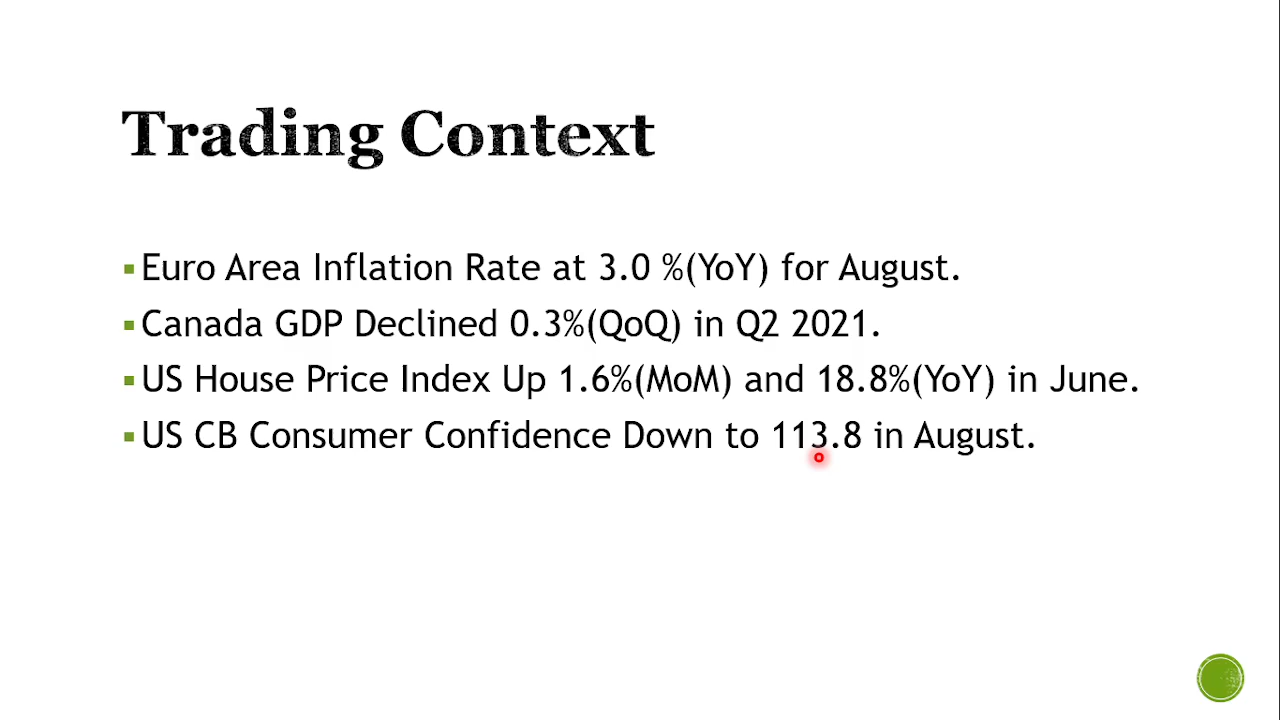 Trading Context
▪Euro Area Inflation Rate at 3.0 %(YoY) for August.
▪Canada GDP Declined 0.3%(QoQ) in Q2 2021.
▪US House Price Index Up 1.6%(MoM) and 18.8%(YoY) in June.
▪US CB Consumer Confidence Down to 113.8 in August.